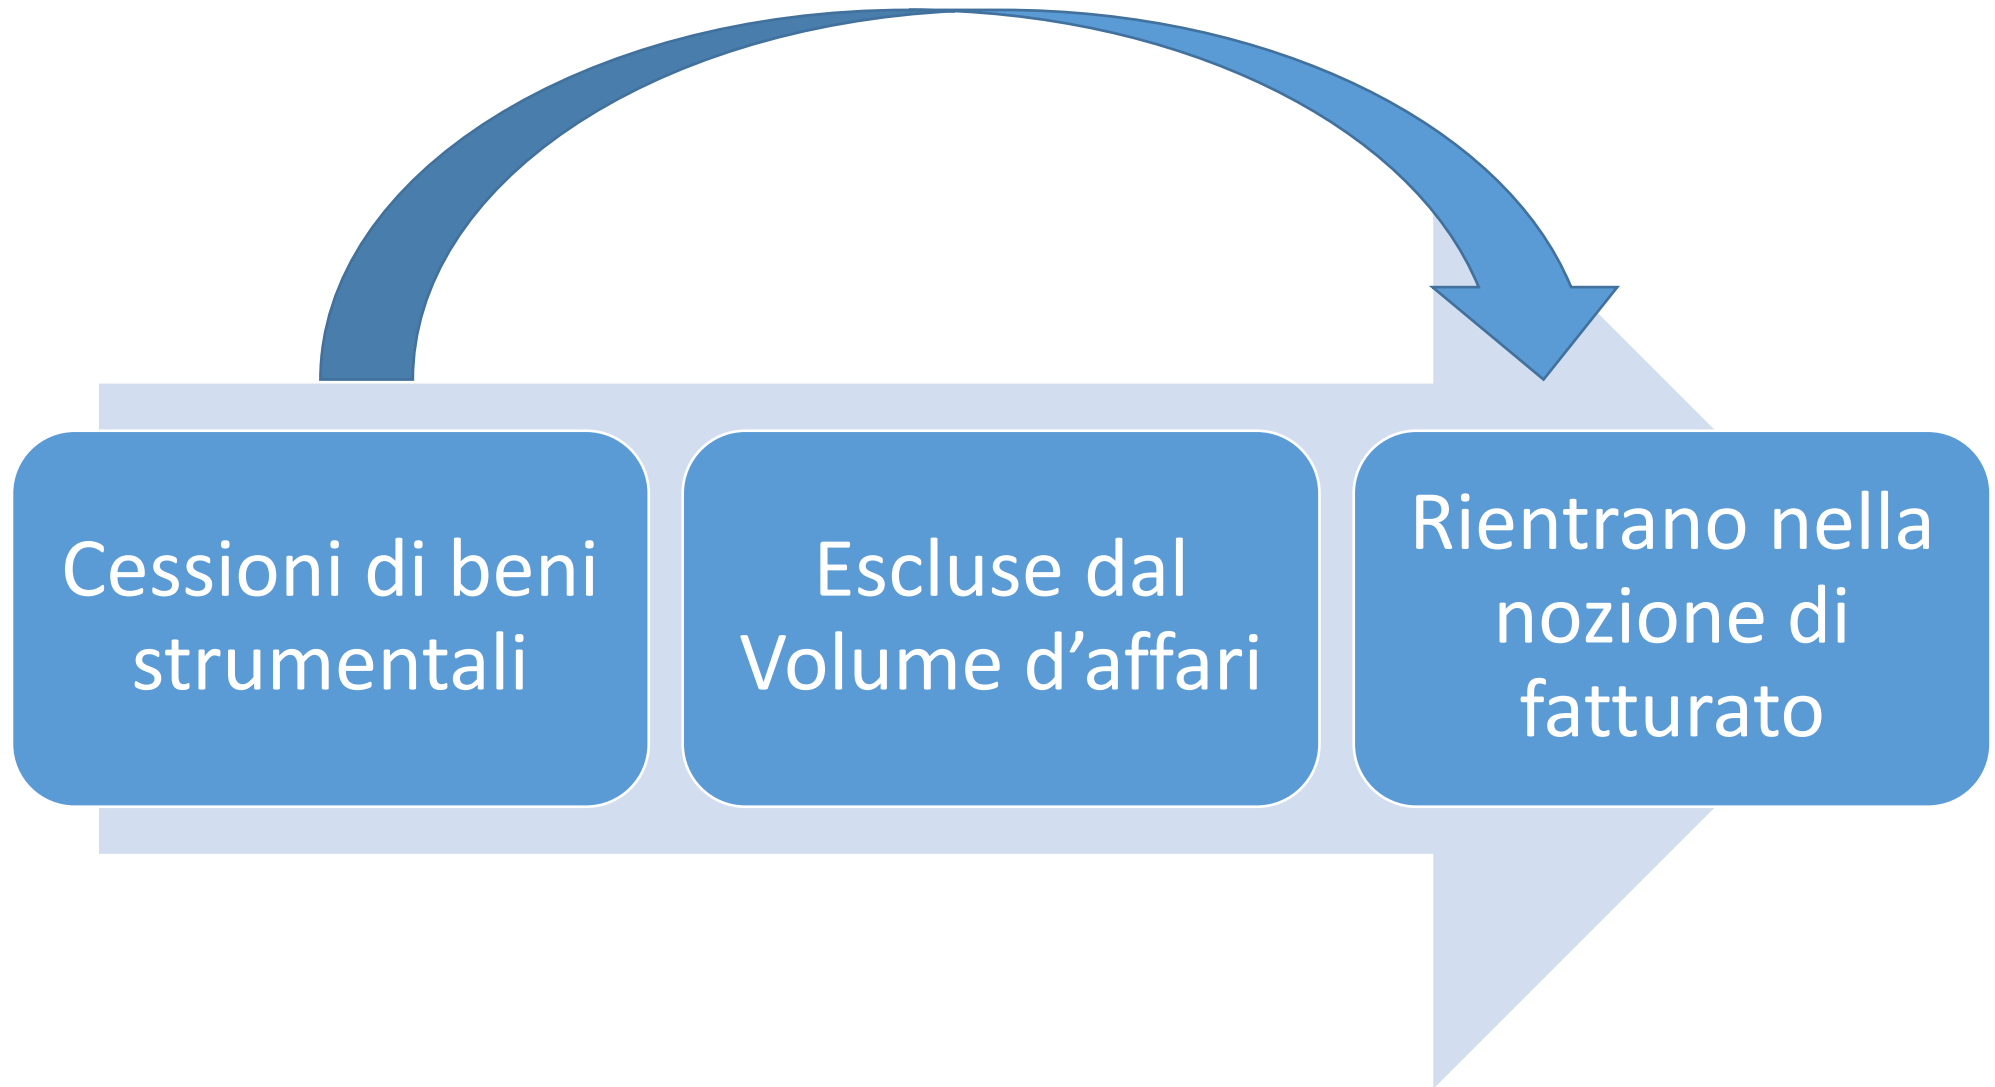 Cessioni di beni
strumentali
Escluse dal
Volume d’affari
Rientrano nella
nozione di
fatturato